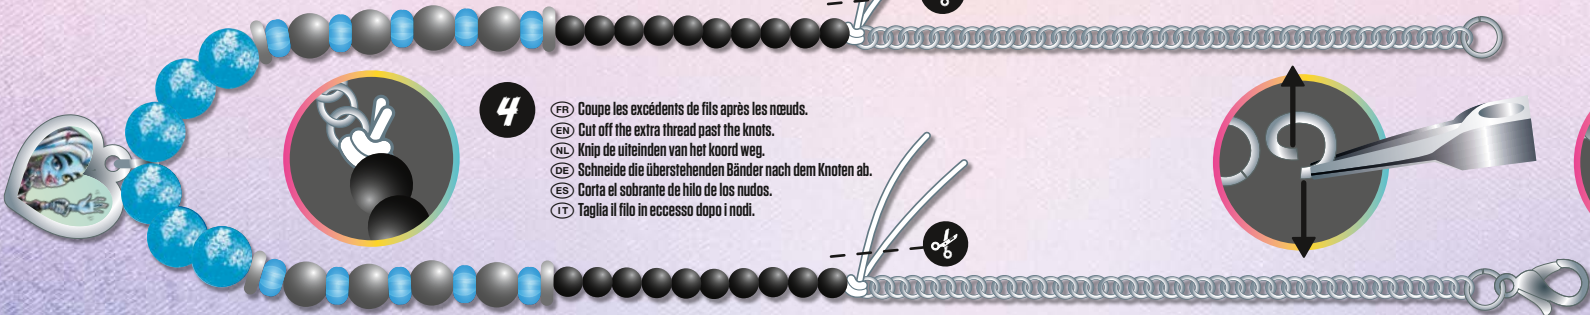 4
FR Coupe les excédents de fils après les nœuds.
EN Cut off the extra thread past the knots.
NL Knip de uiteinden van het koord weg.
DE Schneide die überstehenden Bänder nach dem Knoten ab.
ES Corta el sobrante de hilo de los nudos.
IT Taglia il filo in eccesso dopo i nodi.